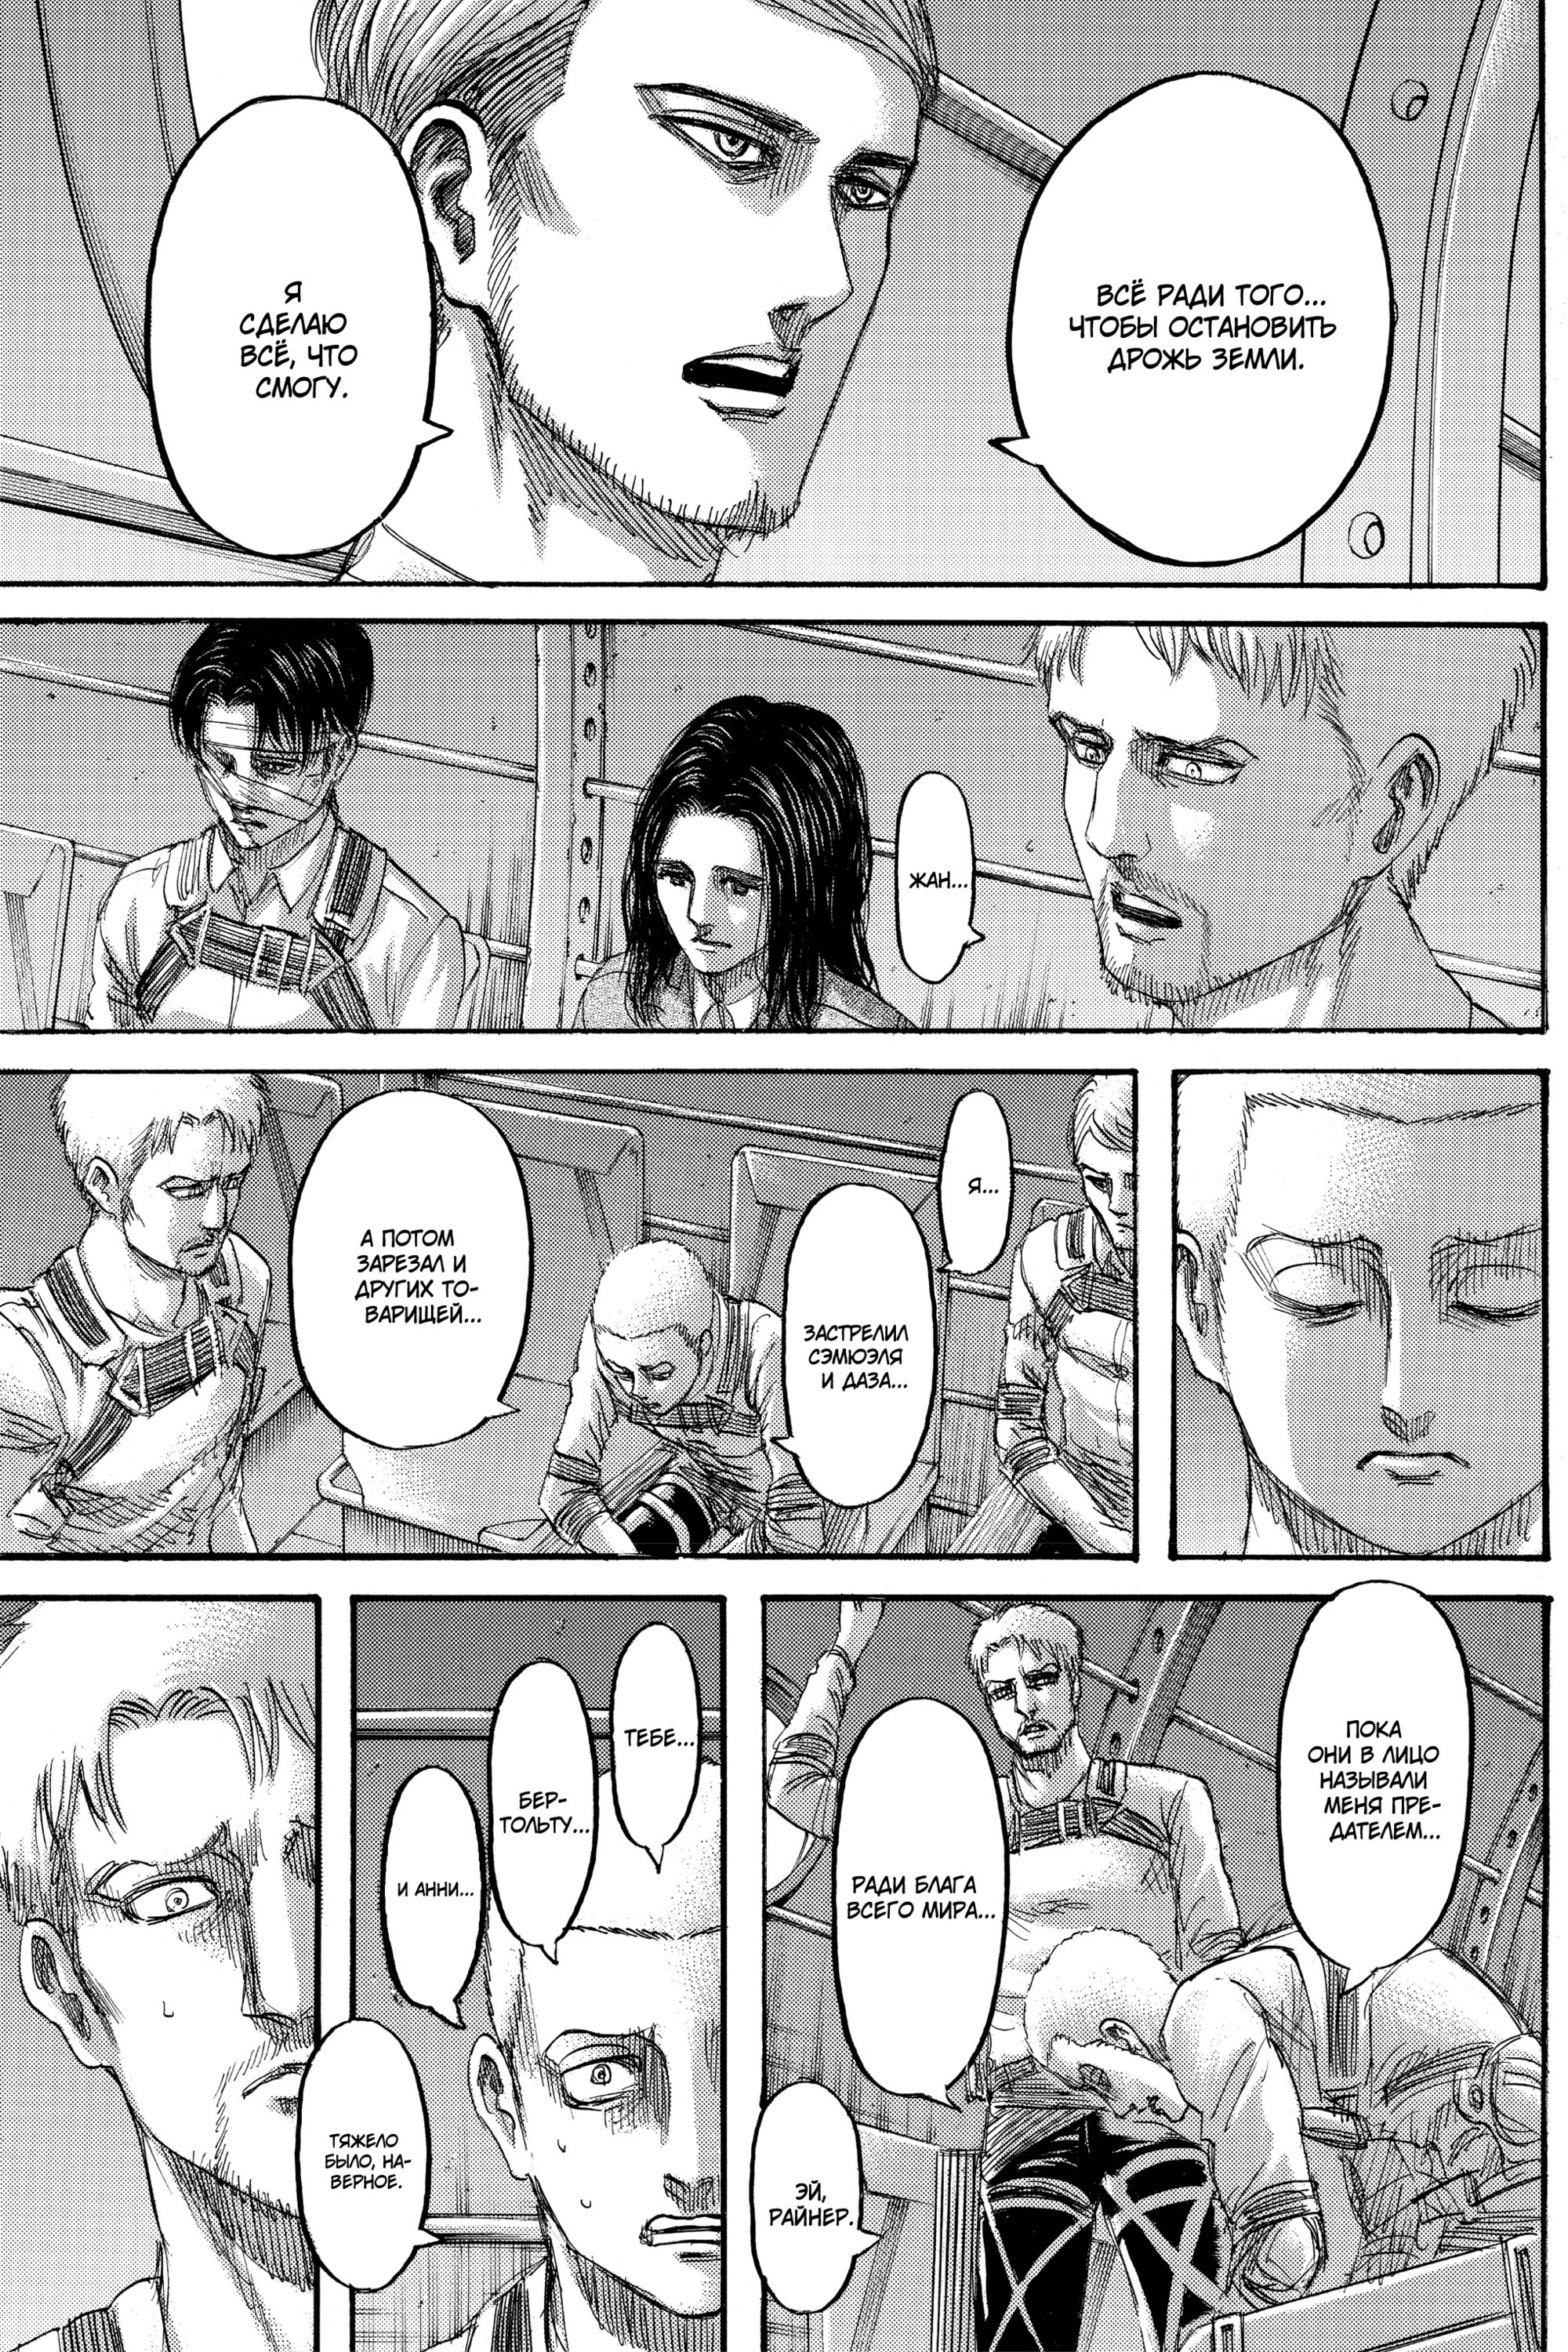 ВСЁ РАДИ ТОГО...
ЧТОБЫ ОСТАНОВИТЬ
ДРОЖЬ ЗЕМЛИ.
Я
СДЕЛАЮ
ВСЁ, ЧТО
СМОГУ.
ЖАН...
Я...
ЗАСТРЕЛИЛ
СЭМЮЭЛЯ
И ДАЗА...
А ПОТОМ
ЗАРЕЗАЛ И
ДРУГИХ ТО-
ВАРИЩЕЙ...
ПОКА
ОНИ В ЛИЦО
НАЗЫВАЛИ
МЕНЯ ПРЕ-
ДАТЕЛЕМ...
РАДИ БЛАГА
ВСЕГО МИРА...
ЭЙ,
РАЙНЕР.
ТЕБЕ...
БЕР-
ТОЛЬТУ...
И АННИ...
ТЯЖЕЛО
БЫЛО, НА-
ВЕРНОЕ.